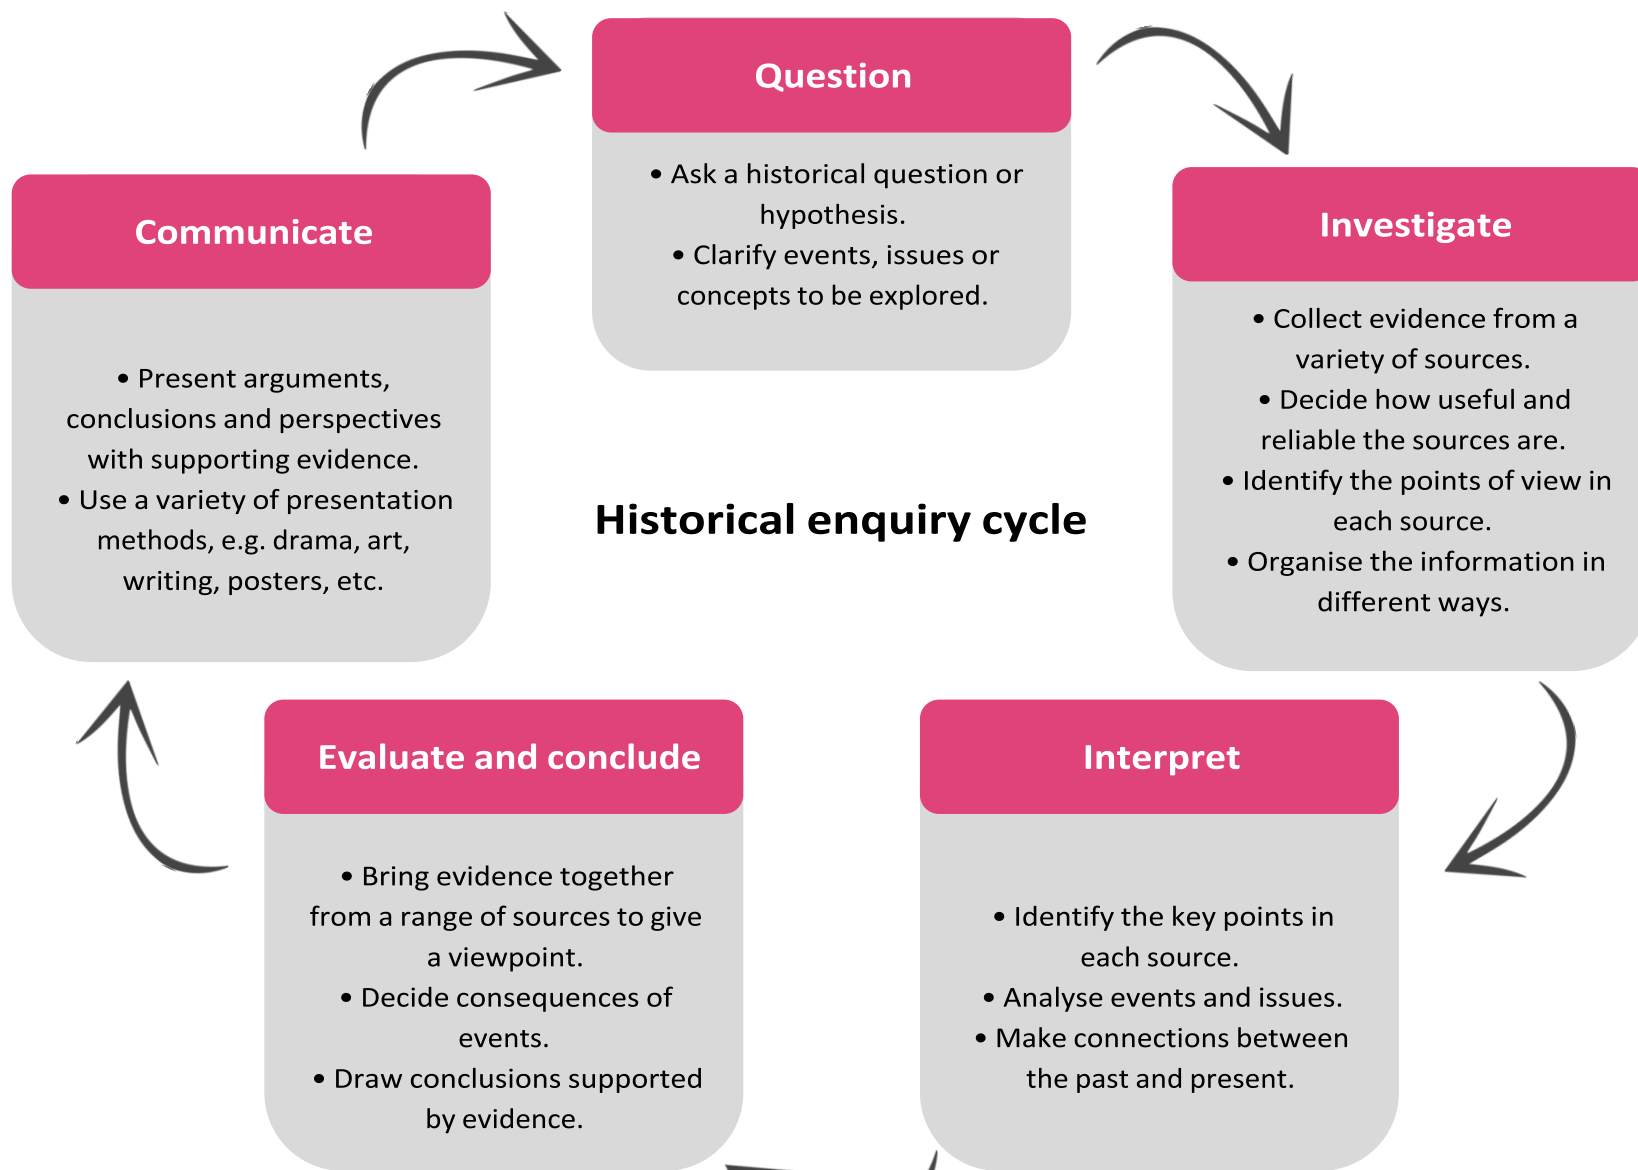 Question
• Ask a historical question or
hypothesis.
• Clarify events, issues or
concepts to be explored.
Investigate
• Collect evidence from a
variety of sources.
• Decide how useful and
reliable the sources are.
• Identify the points of view in
each source.
• Organise the information in
different ways.
Communicate
• Present arguments,
conclusions and perspectives
with supporting evidence.
• Use a variety of presentation
methods, e.g. drama, art,
writing, posters, etc.
Historical enquiry cycle
Evaluate and conclude
• Bring evidence together
from a range of sources to give
a viewpoint.
• Decide consequences of
events.
• Draw conclusions supported
by evidence.
Interpret
• Identify the key points in
each source.
• Analyse events and issues.
• Make connections between
the past and present.